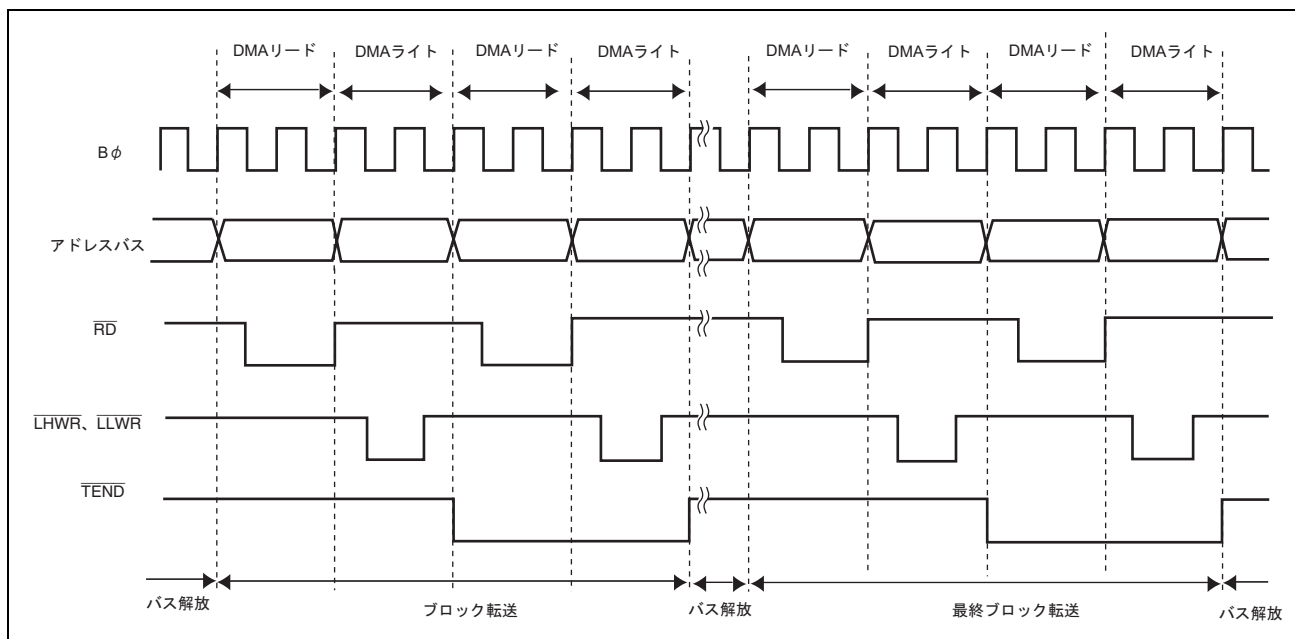 DMAリード DMAライト DMAリード DMAライト DMAリード DMAライト DMAリード DMAライト
Bφ
アドレスバス
RD
LHWR、LLWR
TEND
バス解放 ブロック転送 バス解放 最終ブロック転送 バス解放